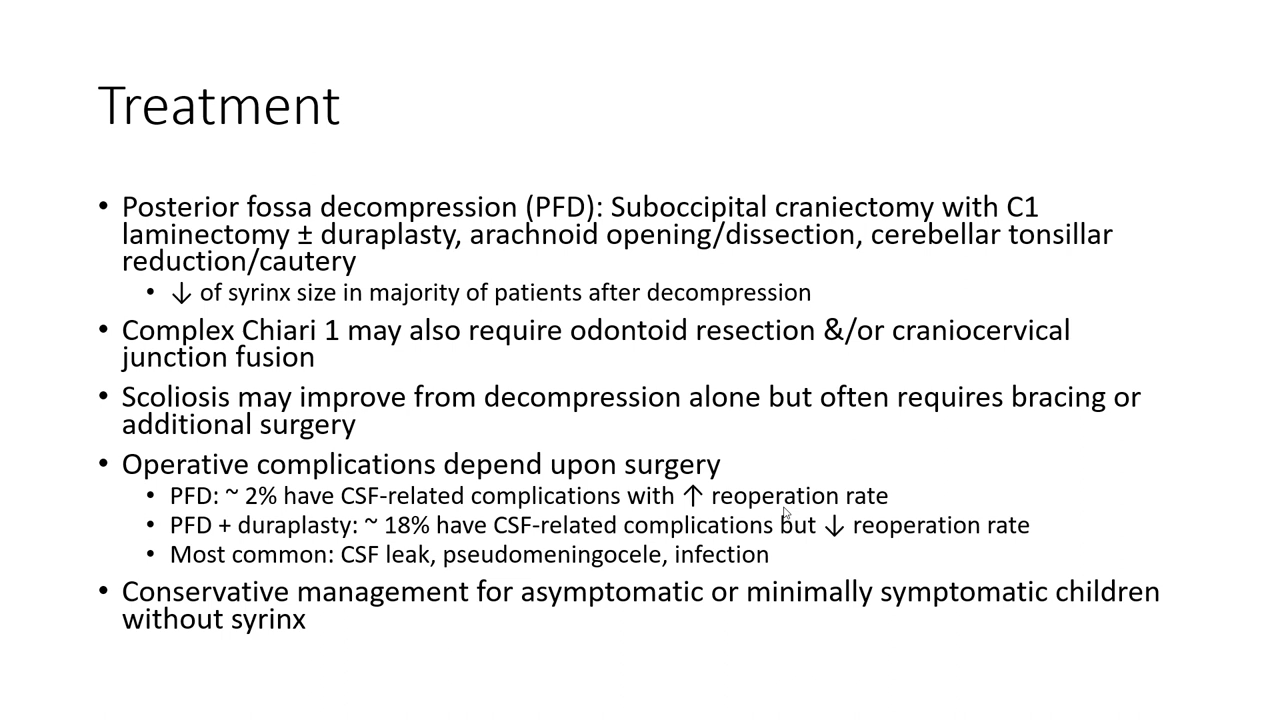 Treatment
• Posterior fossa decompression (PFD): Suboccipital craniectomy with C1
laminectomy ± duraplasty, arachnoid opening/dissection, cerebellar tonsillar
reduction/cautery
• ↓ of syrinx size in majority of patients after decompression
• Complex Chiari 1 may also require odontoid resection &/or craniocervical
junction fusion
• Scoliosis may improve from decompression alone but often requires bracing or
additional surgery
• Operative complications depend upon surgery
• PFD: ~ 2% have CSF-related complications with ↑ reoperation rate
• PFD + duraplasty: ~ 18% have CSF-related complications but ↓ reoperation rate
• Most common: CSF leak, pseudomeningocele, infection
• Conservative management for asymptomatic or minimally symptomatic children
without syrinx